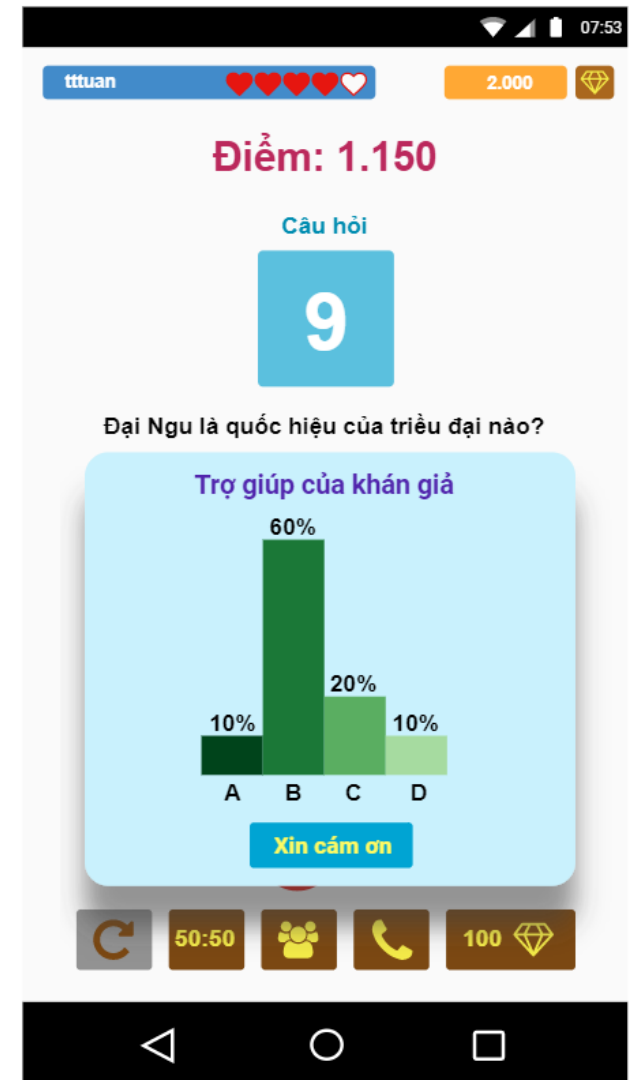 07:53
tttuan
2.000
Điểm: 1.150
Câu hỏi
9
Đại Ngu là quốc hiệu của triều đại nào?
Trợ giúp của khán giả
60%
20%
10% 10%
A B C D
Xin cám ơn
50:50 100